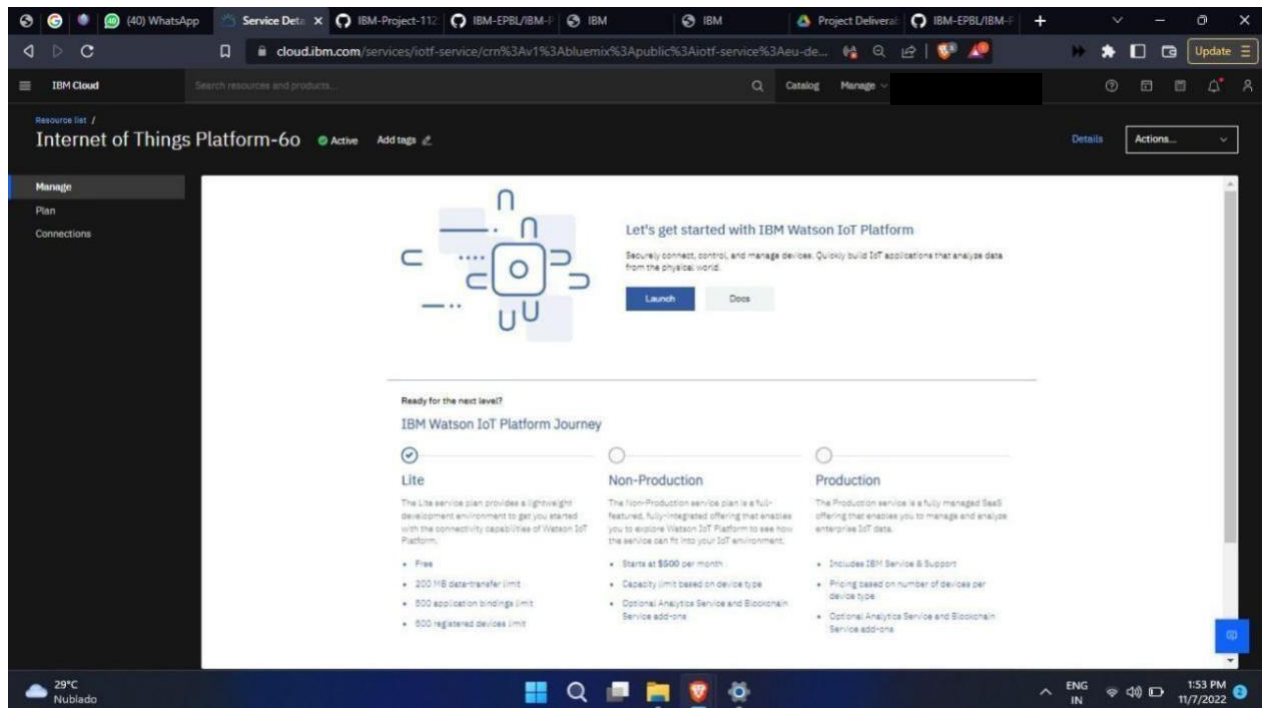 (40) WhatsApp
Service Deta
IBM-Project-112
IBM-EPBL/IBM-P
IBM
IBM
Project Deliveral
IBM-EPBL/IBM-P
cloud.ibm.com/services/iotf-service/crn%3Av1%3Abluemix%3Apublic%3Aiotf-service%3Aeu-de...
Update
IBM Cloud
Search resources and products...
Catalog
Manage
Resource list /
Internet of Things Platform-6o
Active
Add tags
Details
Actions...
Manage
Plan
Connections
Let's get started with IBM Watson IoT Platform
Securely connect, control, and manage devices. Quickly build IoT applications that analyze data
from the physical world.
Launch
Docs
Ready for the next level?
IBM Watson IoT Platform Journey
Lite
The Lite service plan provides a lightweight
development environment to get you started
with the connectivity capabilities of Watson IoT
Platform.
Free
200 MB data-transfer limit
500 application bindings limit
500 registered devices limit
Non-Production
The Non-Production service plan is a full-
featured, fully-integrated offering that enables
you to explore Watson IoT Platform to see how
the service can fit into your IoT environment.
Starts at $500 per month
Capacity limit based on device type
Optional Analytics Service and Blockchain
Service add-ons
Production
The Production service is a fully managed SaaS
offering that enables you to manage and analyze
enterprise IoT data.
Includes IBM Service & Support
Pricing based on number of devices per
device type
Optional Analytics Service and Blockchain
Service add-ons
29°C
Nublado
ENG
IN
1:53 PM
11/7/2022
2